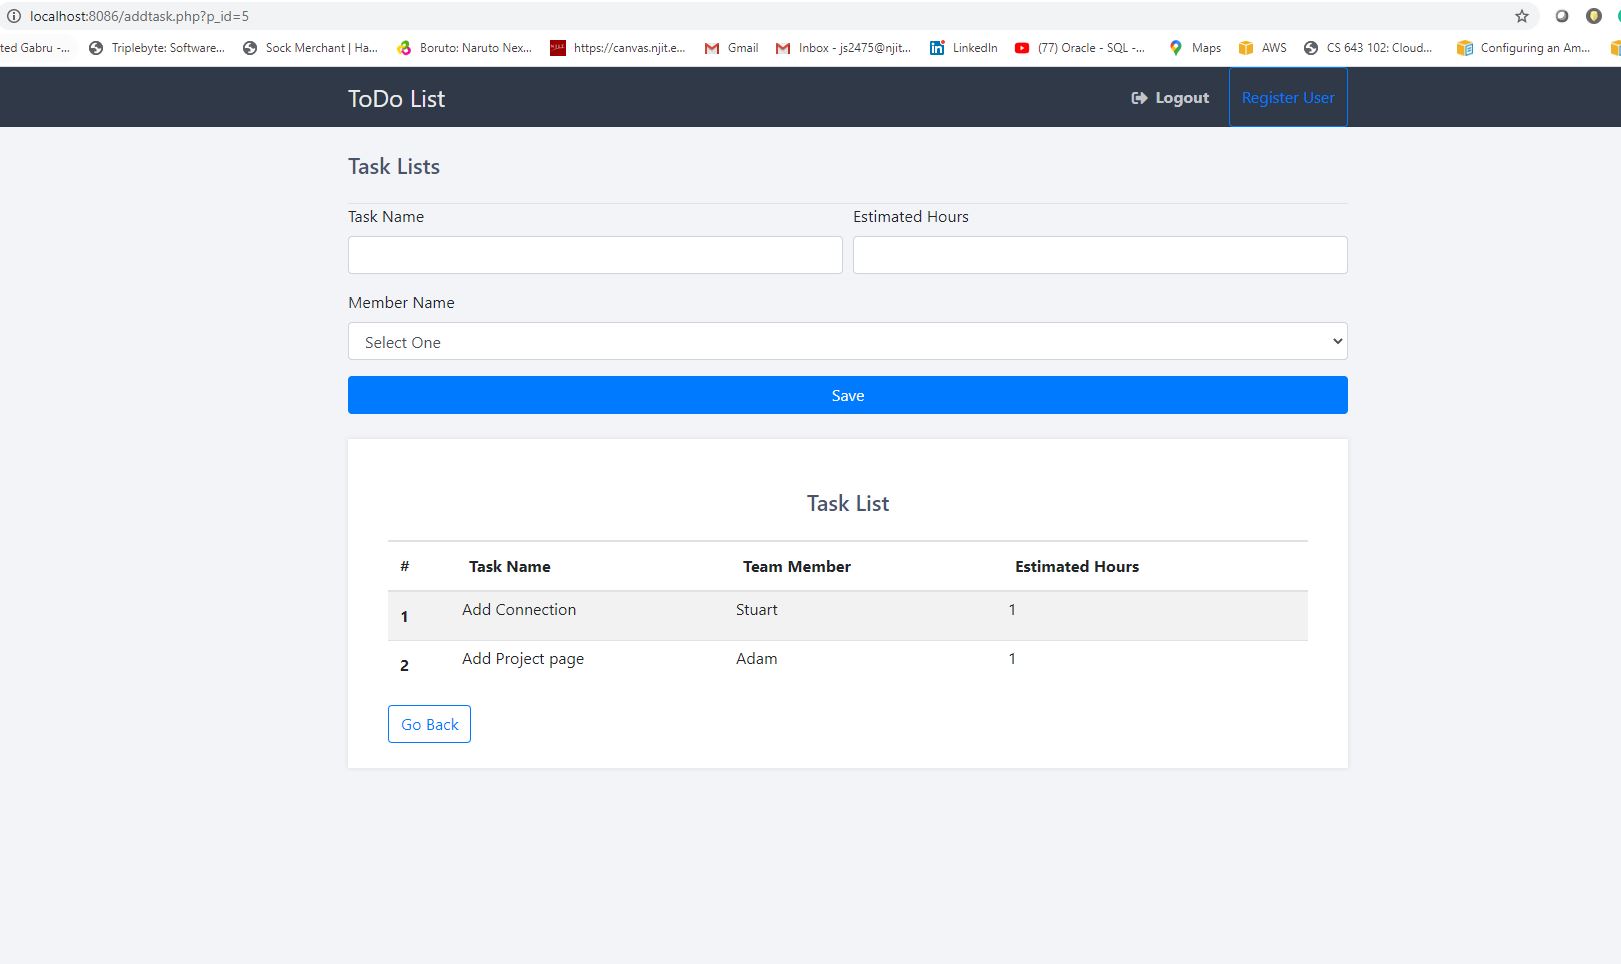 localhost:8086/addtask.php?p_id=5
ted Gabru -... Triplebyte: Software... Sock Merchant | Ha... Boruto: Naruto Nex... https://canvas.njit.e... Gmail Inbox - js2475@njit... LinkedIn (77) Oracle - SQL -... Maps AWS CS 643 102: Cloud... Configuring an Am...
ToDo List Logout Register User
Task Lists
Task Name Estimated Hours
Member Name
Select One
Save
Task List
# Task Name Team Member Estimated Hours
1 Add Connection Stuart 1
2 Add Project page Adam 1
Go Back